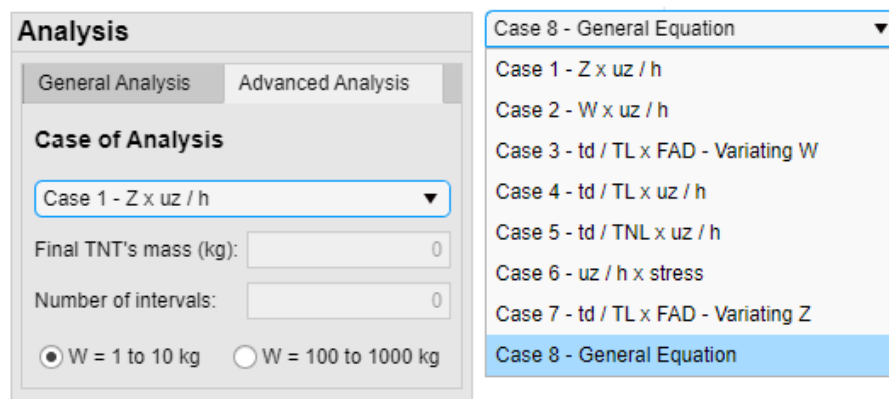 Analysis
General Analysis
Advanced Analysis
Case of Analysis
Case 1 - Z x uz / h
Final TNT's mass (kg):
0
Number of intervals:
0
W = 1 to 10 kg
W = 100 to 1000 kg
Case 8 - General Equation
Case 1 - Z x uz / h
Case 2 - W x uz / h
Case 3 - td / TL x FAD - Variating W
Case 4 - td / TL x uz / h
Case 5 - td / TNL x uz / h
Case 6 - uz / h x stress
Case 7 - td / TL x FAD - Variating Z
Case 8 - General Equation